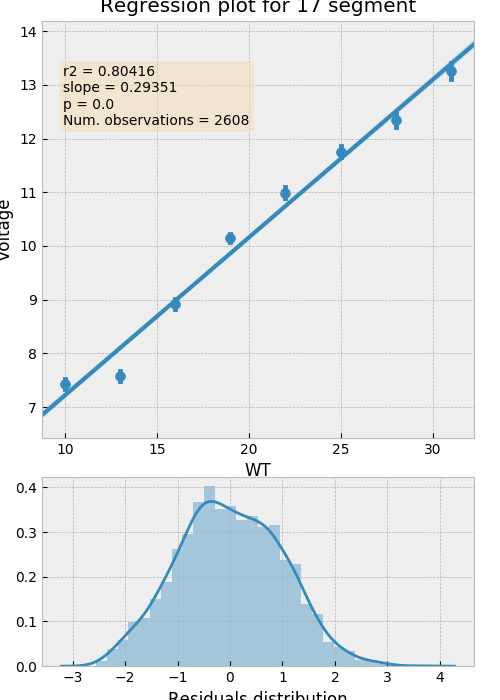 Regression plot for 17 segment
14
13
12
11
10
9
8
7
r2 = 0.80416
slope = 0.29351
p = 0.0
Num. observations = 2608
Voltage
10 15 20 25 30
WT
0.4
0.3
0.2
0.1
0.0
−3 −2 −1 0 1 2 3 4
Residuals distribution